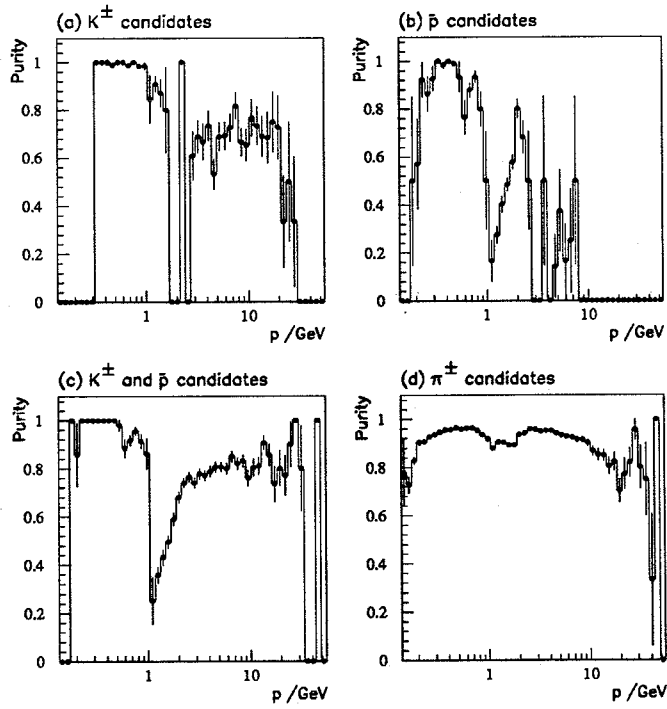 (a) K± candidates
Purity
1
0.8
0.6
0.4
0.2
0
1
10
p /GeV
(b) p̄ candidates
Purity
1
0.8
0.6
0.4
0.2
0
1
10
p /GeV
(c) K± and p̄ candidates
Purity
1
0.8
0.6
0.4
0.2
0
1
10
p /GeV
(d) π± candidates
Purity
1
0.8
0.6
0.4
0.2
0
1
10
p /GeV